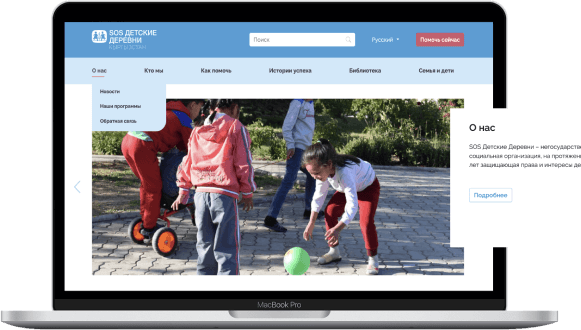 SOS ДЕТСКИЕ
ДЕРЕВНИ
КЫРГЫЗСТАН
Поиск
Русский
Помочь сейчас
О нас
Кто мы
Как помочь
Истории успеха
Библиотека
Семья и дети
Новости
Наши программы
Обратная связь
О нас
SOS Детские Деревни – негосударстве
социальная организация, на протяжен
лет защищающая права и интересы де
Подробнее
MacBook Pro